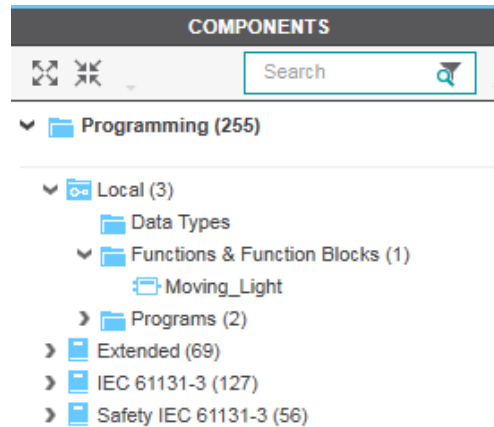 COMPONENTS
Search
Programming (255)
Local (3)
Data Types
Functions & Function Blocks (1)
Moving_Light
Programs (2)
Extended (69)
IEC 61131-3 (127)
Safety IEC 61131-3 (56)